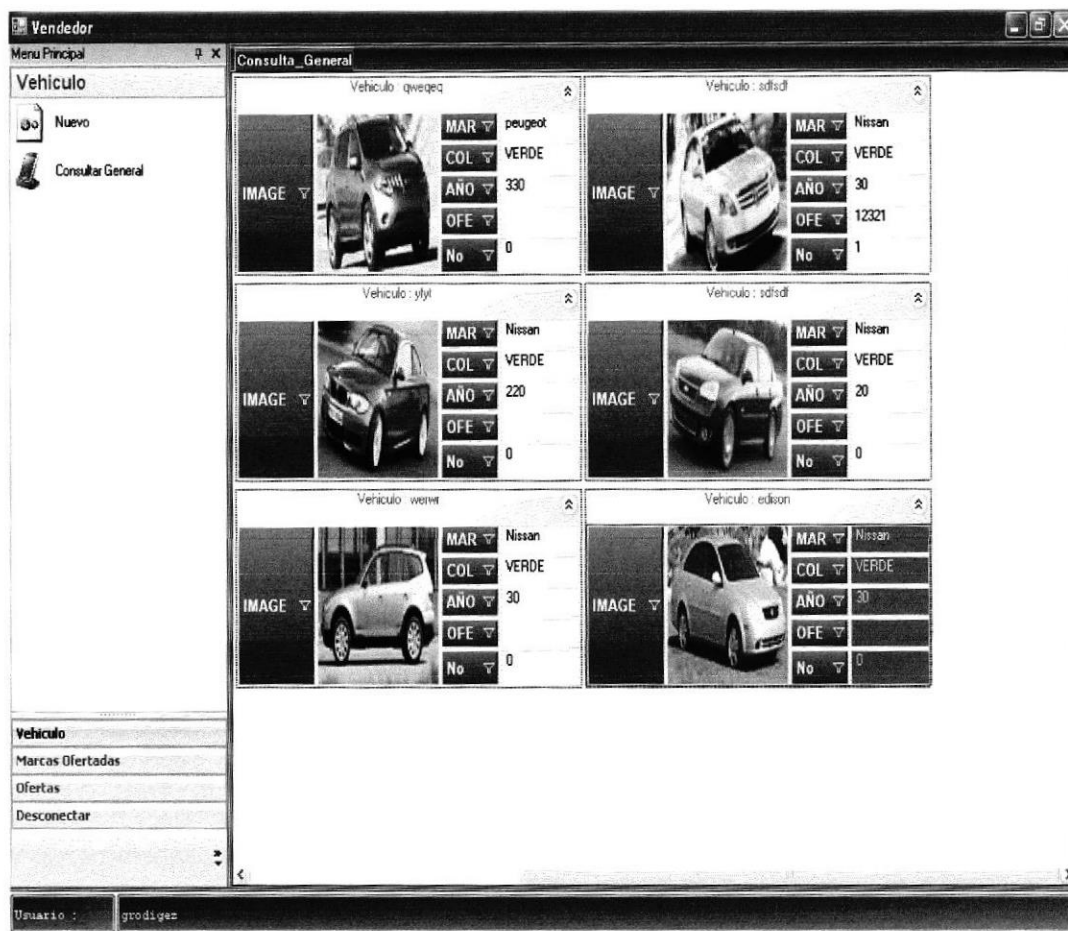 Vendedor
Menu Principal
Vehiculo
Nuevo
Consultar General
Consulta_General
Vehiculo : qweqeq
IMAGE
MAR peugeot
COL VERDE
AÑO 330
OFE
No 0
Vehiculo : sdfsdf
IMAGE
MAR Nissan
COL VERDE
AÑO 30
OFE 12321
No 1
Vehiculo : ytyt
IMAGE
MAR Nissan
COL VERDE
AÑO 220
OFE
No 0
Vehiculo : sdfsdf
IMAGE
MAR Nissan
COL VERDE
AÑO 20
OFE
No 0
Vehiculo : werwr
IMAGE
MAR Nissan
COL VERDE
AÑO 30
OFE
No 0
Vehiculo : edison
IMAGE
MAR Nissan
COL VERDE
AÑO 30
OFE
No 0
Vehiculo
Marcas Ofertadas
Ofertas
Desconectar
Usuario : grodigez